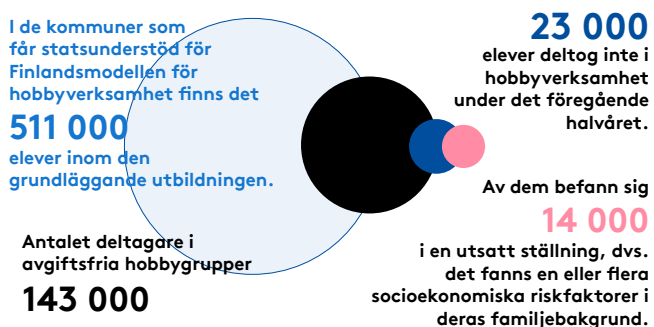 I de kommuner som
får statsunderstöd för
Finlandsmodellen för
hobbyverksamhet finns det
511 000
elever inom den
grundläggande utbildningen.
Antalet deltagare i
avgiftsfria hobbygrupper
143 000
23 000
elever deltog inte i
hobbyverksamhet
under det föregående
halvåret.
Av dem befann sig
14 000
i en utsatt ställning, dvs.
det fanns en eller flera
socioekonomiska riskfaktorer i
deras familjebakgrund.